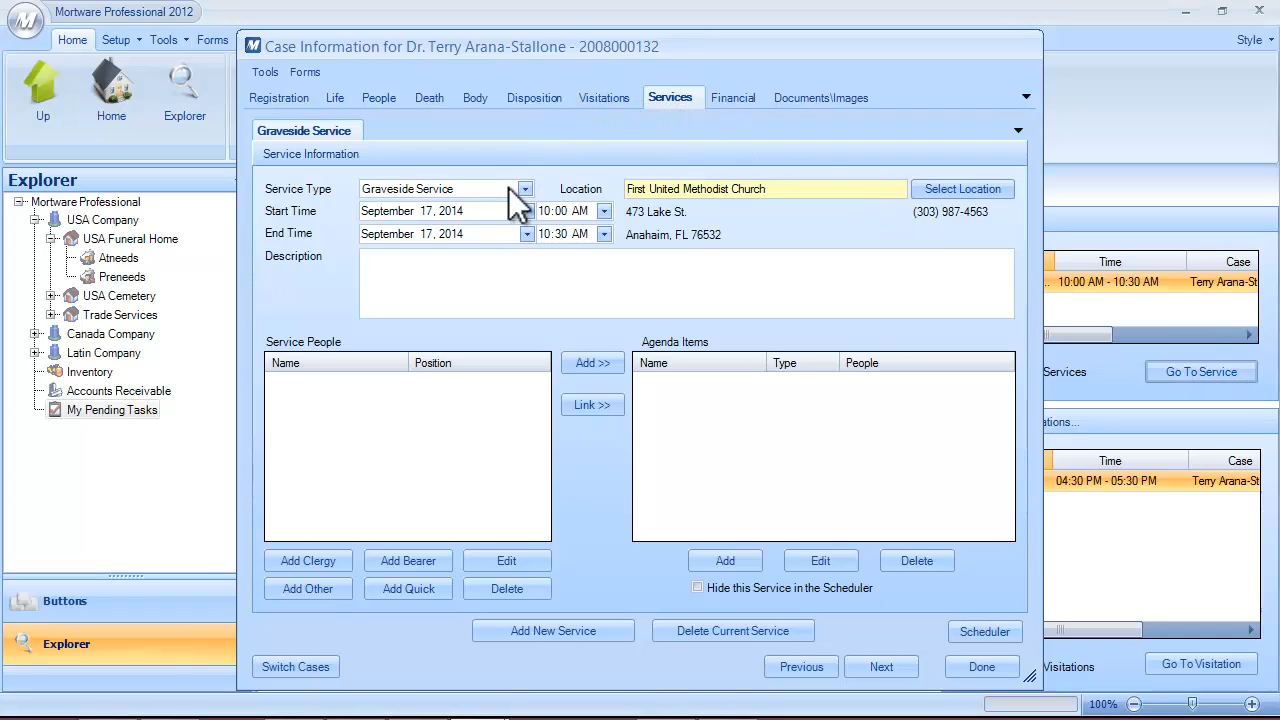 Mortware Professional 2012
Home Setup Tools Forms Style
Up Home Explorer
Explorer
Mortware Professional
USA Company
USA Funeral Home
Atneeds
Preneeds
USA Cemetery
Trade Services
Canada Company
Latin Company
Inventory
Accounts Receivable
My Pending Tasks
Buttons
Explorer
Case Information for Dr. Terry Arana-Stallone - 2008000132
Tools Forms
Registration Life People Death Body Disposition Visitations Services Financial Documents\Images
Graveside Service
Service Information
Service Type Graveside Service Location First United Methodist Church Select Location
Start Time September 17, 2014 10:00 AM 473 Lake St. (303) 987-4563
End Time September 17, 2014 10:30 AM Anahaim, FL 76532
Description
Service People Agenda Items
Name Position Add >> Name Type People
Link >>
Add Clergy Add Bearer Edit Add Edit Delete
Add Other Add Quick Delete Hide this Service in the Scheduler
Add New Service Delete Current Service Scheduler
Switch Cases Previous Next Done
Time Case
10:00 AM - 10:30 AM Terry Arana-St
Services Go To Service
ations...
Time Case
04:30 PM - 05:30 PM Terry Arana-St
Visitations Go To Visitation
100%